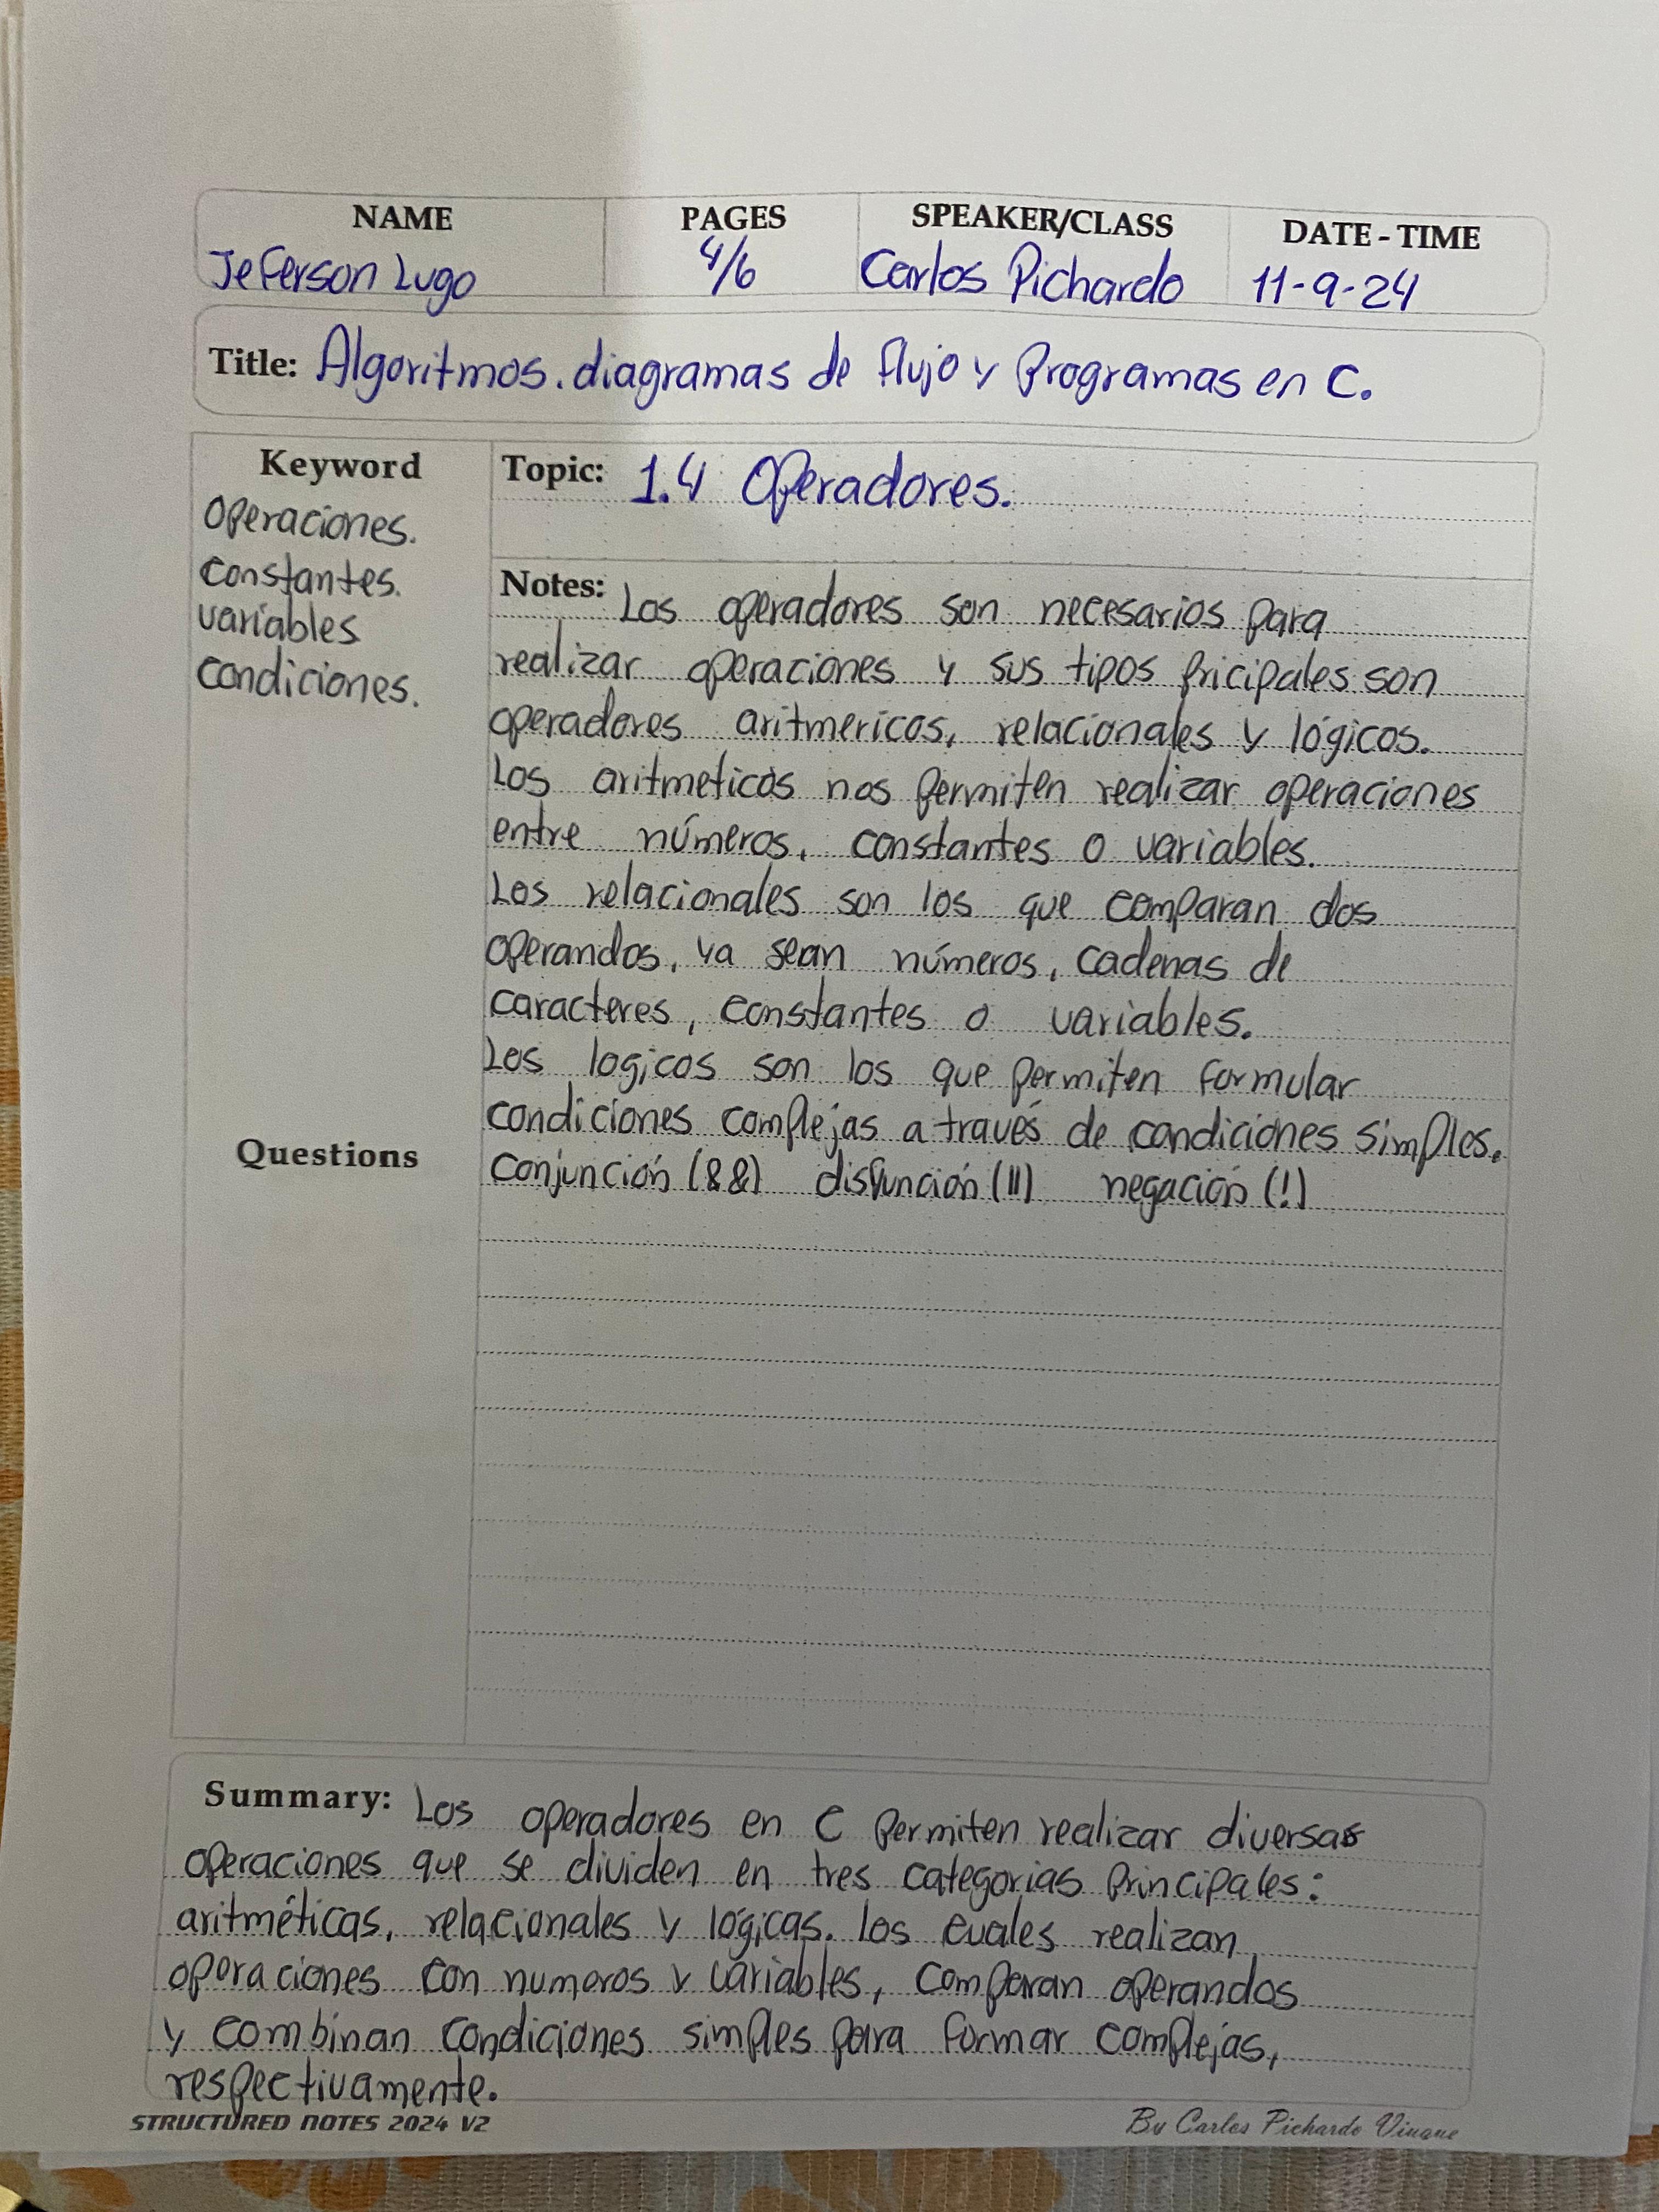 NAME PAGES SPEAKER/CLASS DATE - TIME
Jeferson Lugo 4/6 Carlos Pichardo 11-9-24
Title: Algoritmos. diagramas de flujo y Programas en C.
Keyword
Operaciones.
constantes.
variables
condiciones.
Questions
Topic: 1.4 Operadores.
Notes: Los operadores son necesarios para
realizar operaciones y sus tipos pricipales son
operadores aritmericos, relacionales y lógicos.
Los aritmeticos nos permiten realizar operaciones
entre números, constantes o variables.
Los relacionales son los que comparan dos
operandos, ya sean números, cadenas de
caracteres, constantes o variables.
Los logicos son los que permiten formular
condiciones complejas a través de condiciones simples.
Conjunción (&&) disfunción (||) negación (!)
Summary: Los operadores en C permiten realizar diversas
operaciones que se dividen en tres categorias principales:
aritméticas, relacionales y lógicas. los cuales realizan
operaciones con numeros y variables, comparan operandos
y combinan condiciones simples para formar complejas,
respectivamente.
STRUCTURED NOTES 2024 V2 By Carlos Pichardo Viuque